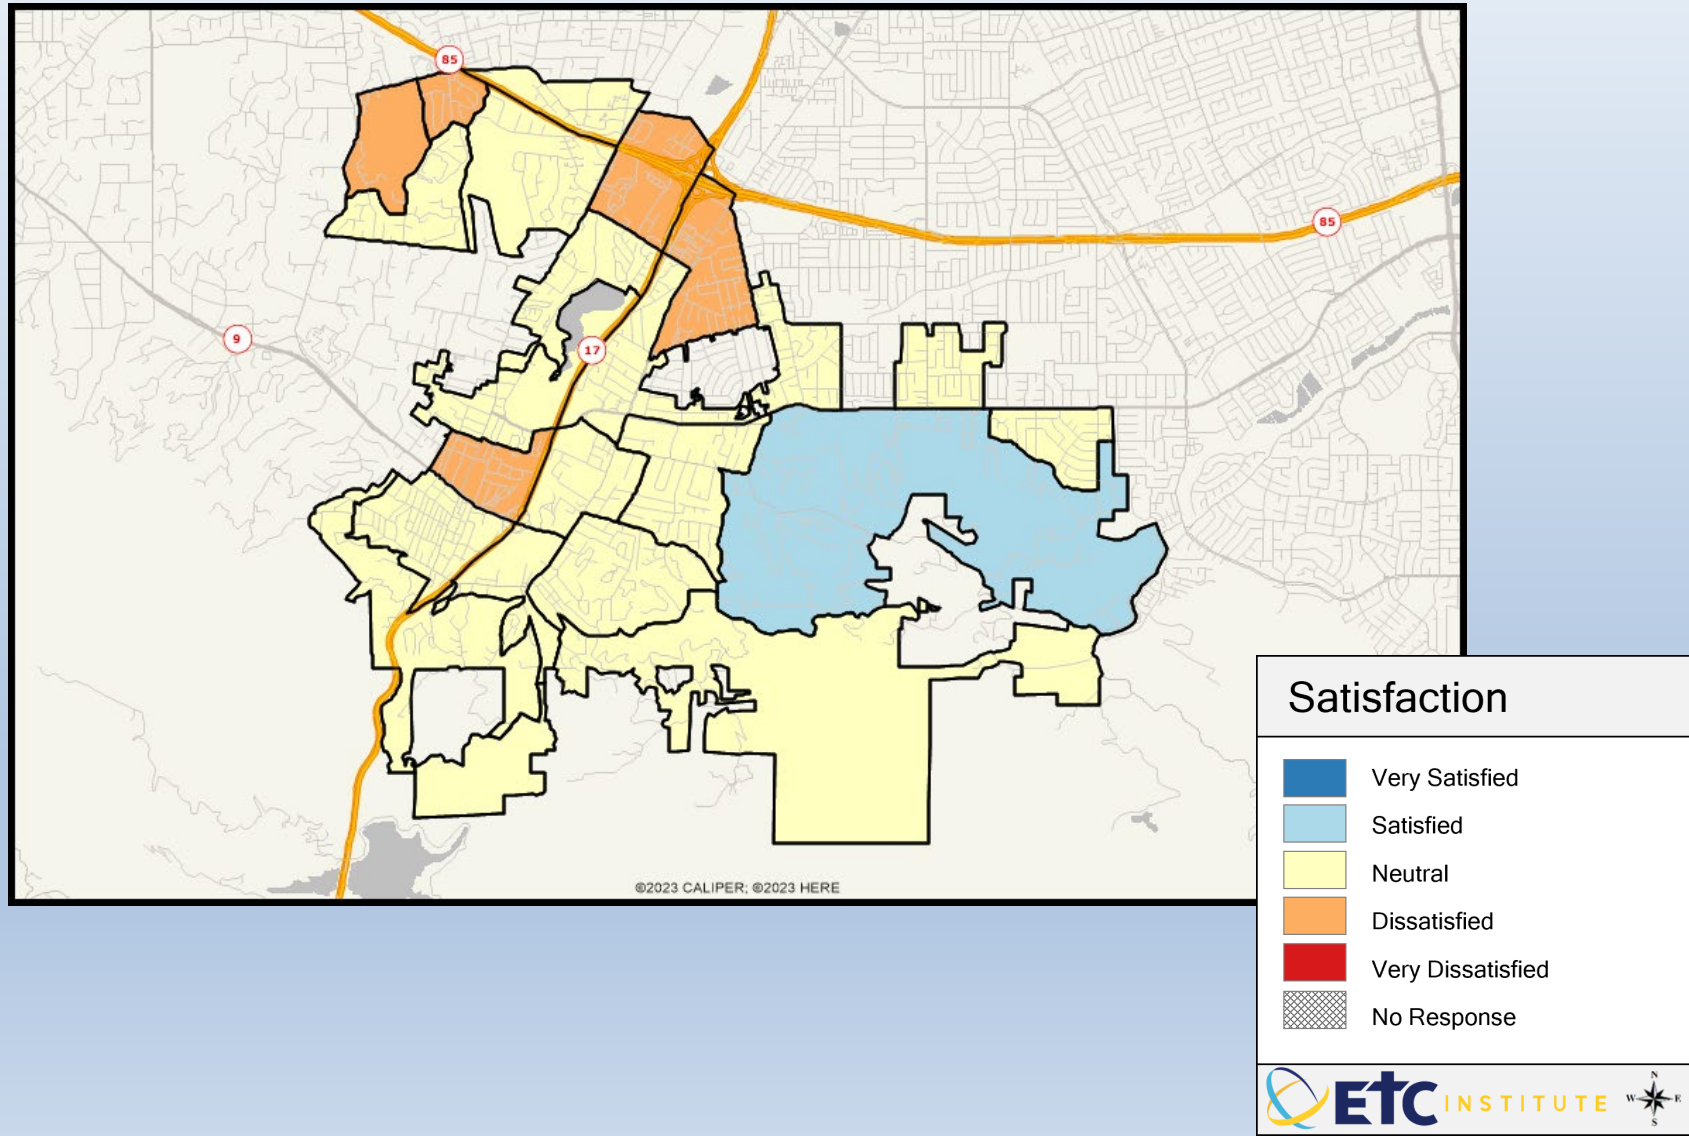 85
85
9
17
©2023 CALIPER; ©2023 HERE
Satisfaction
Very Satisfied
Satisfied
Neutral
Dissatisfied
Very Dissatisfied
No Response
ETC INSTITUTE
N
W E
S